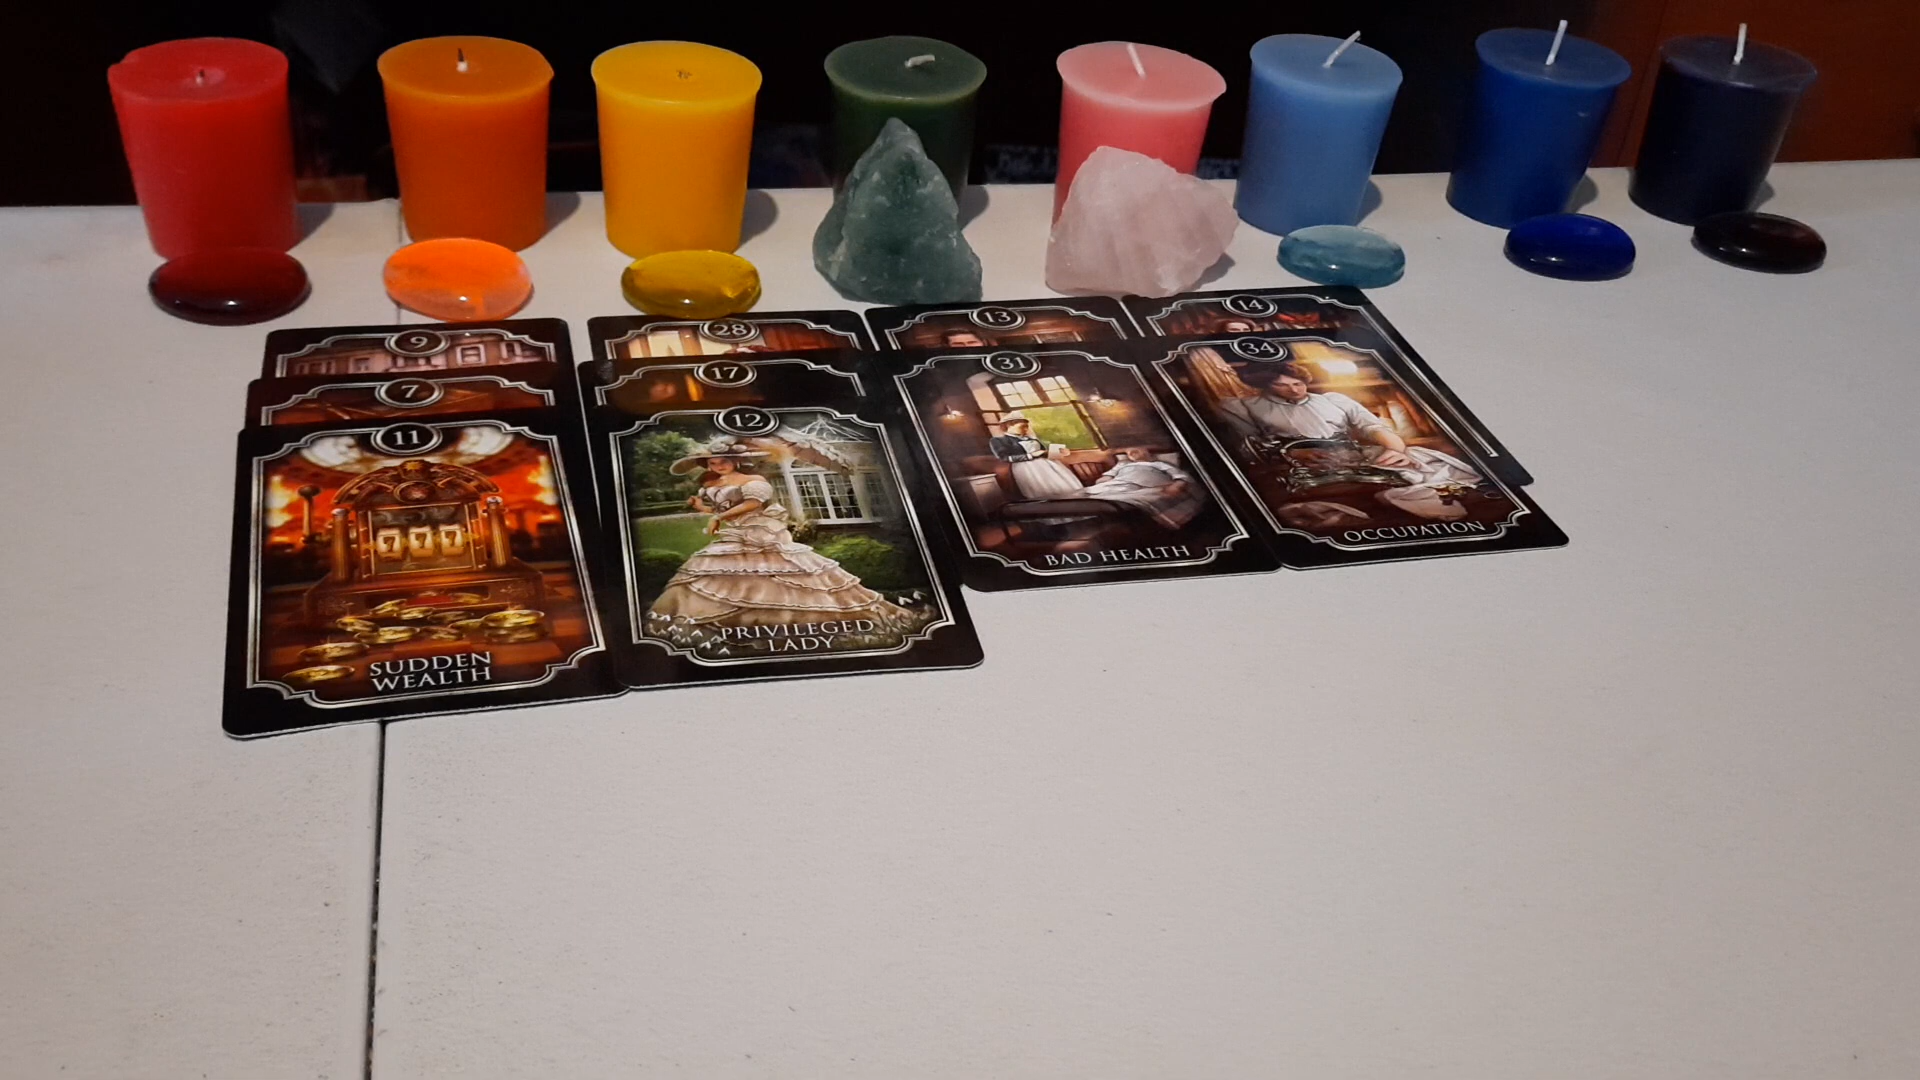 9
28
13
14
7
17
31
34
11
12
777
SUDDEN
WEALTH
PRIVILEGED
LADY
BAD HEALTH
OCCUPATION